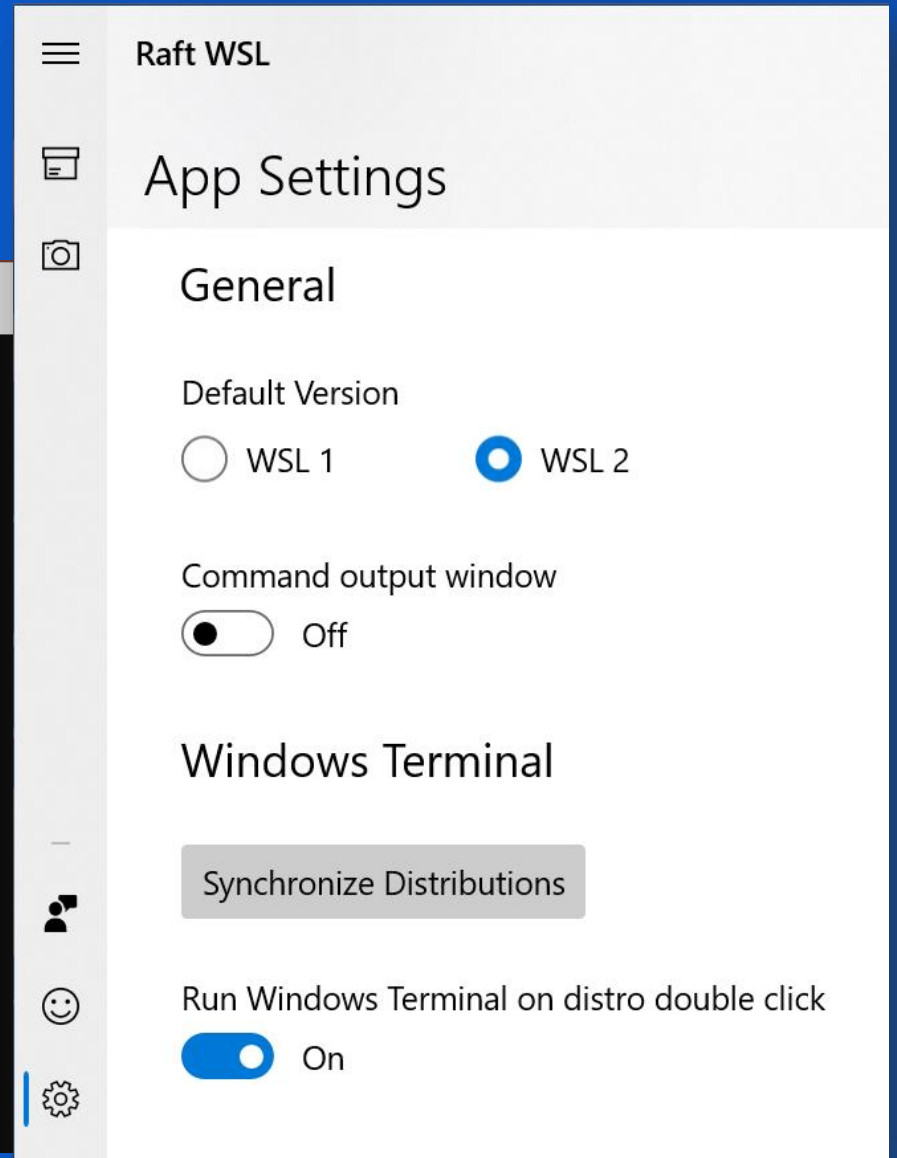 Raft WSL
App Settings
General
Default Version
WSL 1 WSL 2
Command output window
Off
Windows Terminal
Synchronize Distributions
Run Windows Terminal on distro double click
On